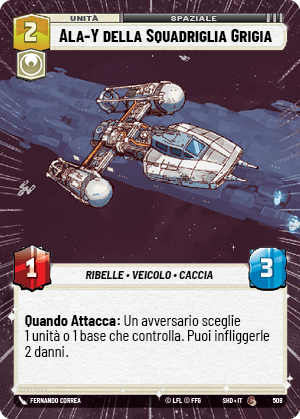 UNITÀ SPAZIALE
2 Ala-Y della Squadriglia Grigia
1 3
RIBELLE • VEICOLO • CACCIA
Quando Attacca: Un avversario sceglie
1 unità o 1 base che controlla. Puoi infliggerle
2 danni.
FERNANDO CORREA © LFL © FFG SHD • IT 508